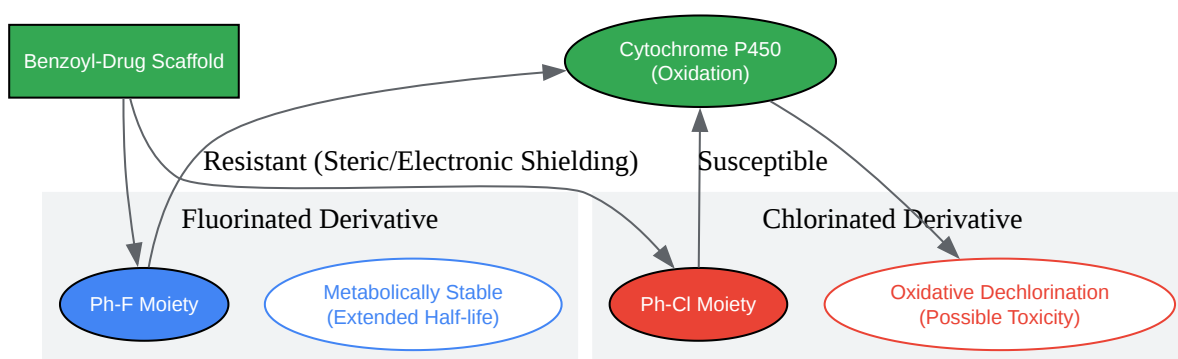 Benzoyl-Drug Scaffold
Cytochrome P450
(Oxidation)
Resistant (Steric/Electronic Shielding)
Susceptible
Fluorinated Derivative
Chlorinated Derivative
Ph-F Moiety
Metabolically Stable
(Extended Half-life)
Ph-Cl Moiety
Oxidative Dechlorination
(Possible Toxicity)